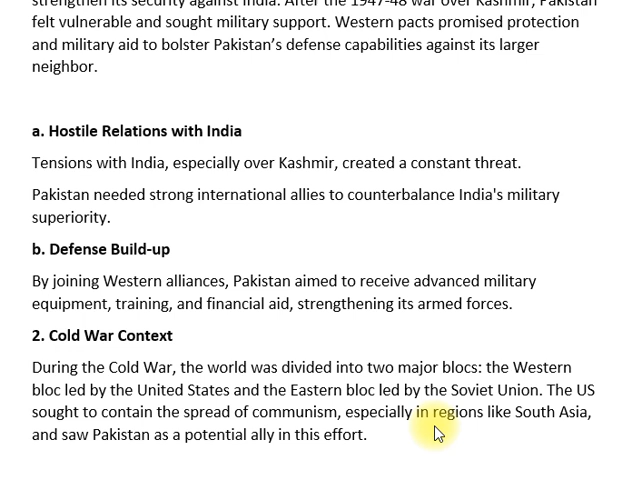 strengthen its security against India. After the 1947-48 war over Kashmir, Pakistan
felt vulnerable and sought military support. Western pacts promised protection
and military aid to bolster Pakistan’s defense capabilities against its larger
neighbor.
a. Hostile Relations with India
Tensions with India, especially over Kashmir, created a constant threat.
Pakistan needed strong international allies to counterbalance India's military
superiority.
b. Defense Build-up
By joining Western alliances, Pakistan aimed to receive advanced military
equipment, training, and financial aid, strengthening its armed forces.
2. Cold War Context
During the Cold War, the world was divided into two major blocs: the Western
bloc led by the United States and the Eastern bloc led by the Soviet Union. The US
sought to contain the spread of communism, especially in regions like South Asia,
and saw Pakistan as a potential ally in this effort.